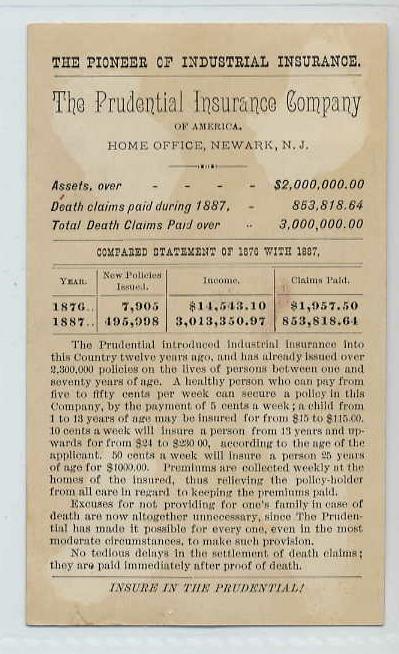 THE PIONEER OF INDUSTRIAL INSURANCE.
The Prudential Insurance Company
OF AMERICA.
HOME OFFICE, NEWARK, N. J.
Assets, over - - - - $2,000,000.00
Death claims paid during 1887, - 853,818.64
Total Death Claims Paid over - 3,000,000.00
COMPARED STATEMENT OF 1876 WITH 1887,
YEAR. New Policies Issued. Income. Claims Paid.
1876.. 7,905 $14,543.10 $1,957.50
1887.. 495,998 3,013,350.97 853,818.64
The Prudential introduced industrial insurance into
this Country twelve years ago, and has already issued over
2,300,000 policies on the lives of persons between one and
seventy years of age. A healthy person who can pay from
five to fifty cents per week can secure a policy in this
Company, by the payment of 5 cents a week; a child from
1 to 13 years of age may be insured for from $15 to $115.00.
10 cents a week will insure a person from 13 years and up-
wards for from $24 to $230 00, according to the age of the
applicant. 50 cents a week will insure a person 25 years
of age for $1000.00. Premiums are collected weekly at the
homes of the insured, thus relieving the policy-holder
from all care in regard to keeping the premiums paid.
Excuses for not providing for one's family in case of
death are now altogether unnecessary, since The Pruden-
tial has made it possible for every one, even in the most
moderate circumstances, to make such provision.
No tedious delays in the settlement of death claims;
they are paid immediately after proof of death.
INSURE IN THE PRUDENTIAL!